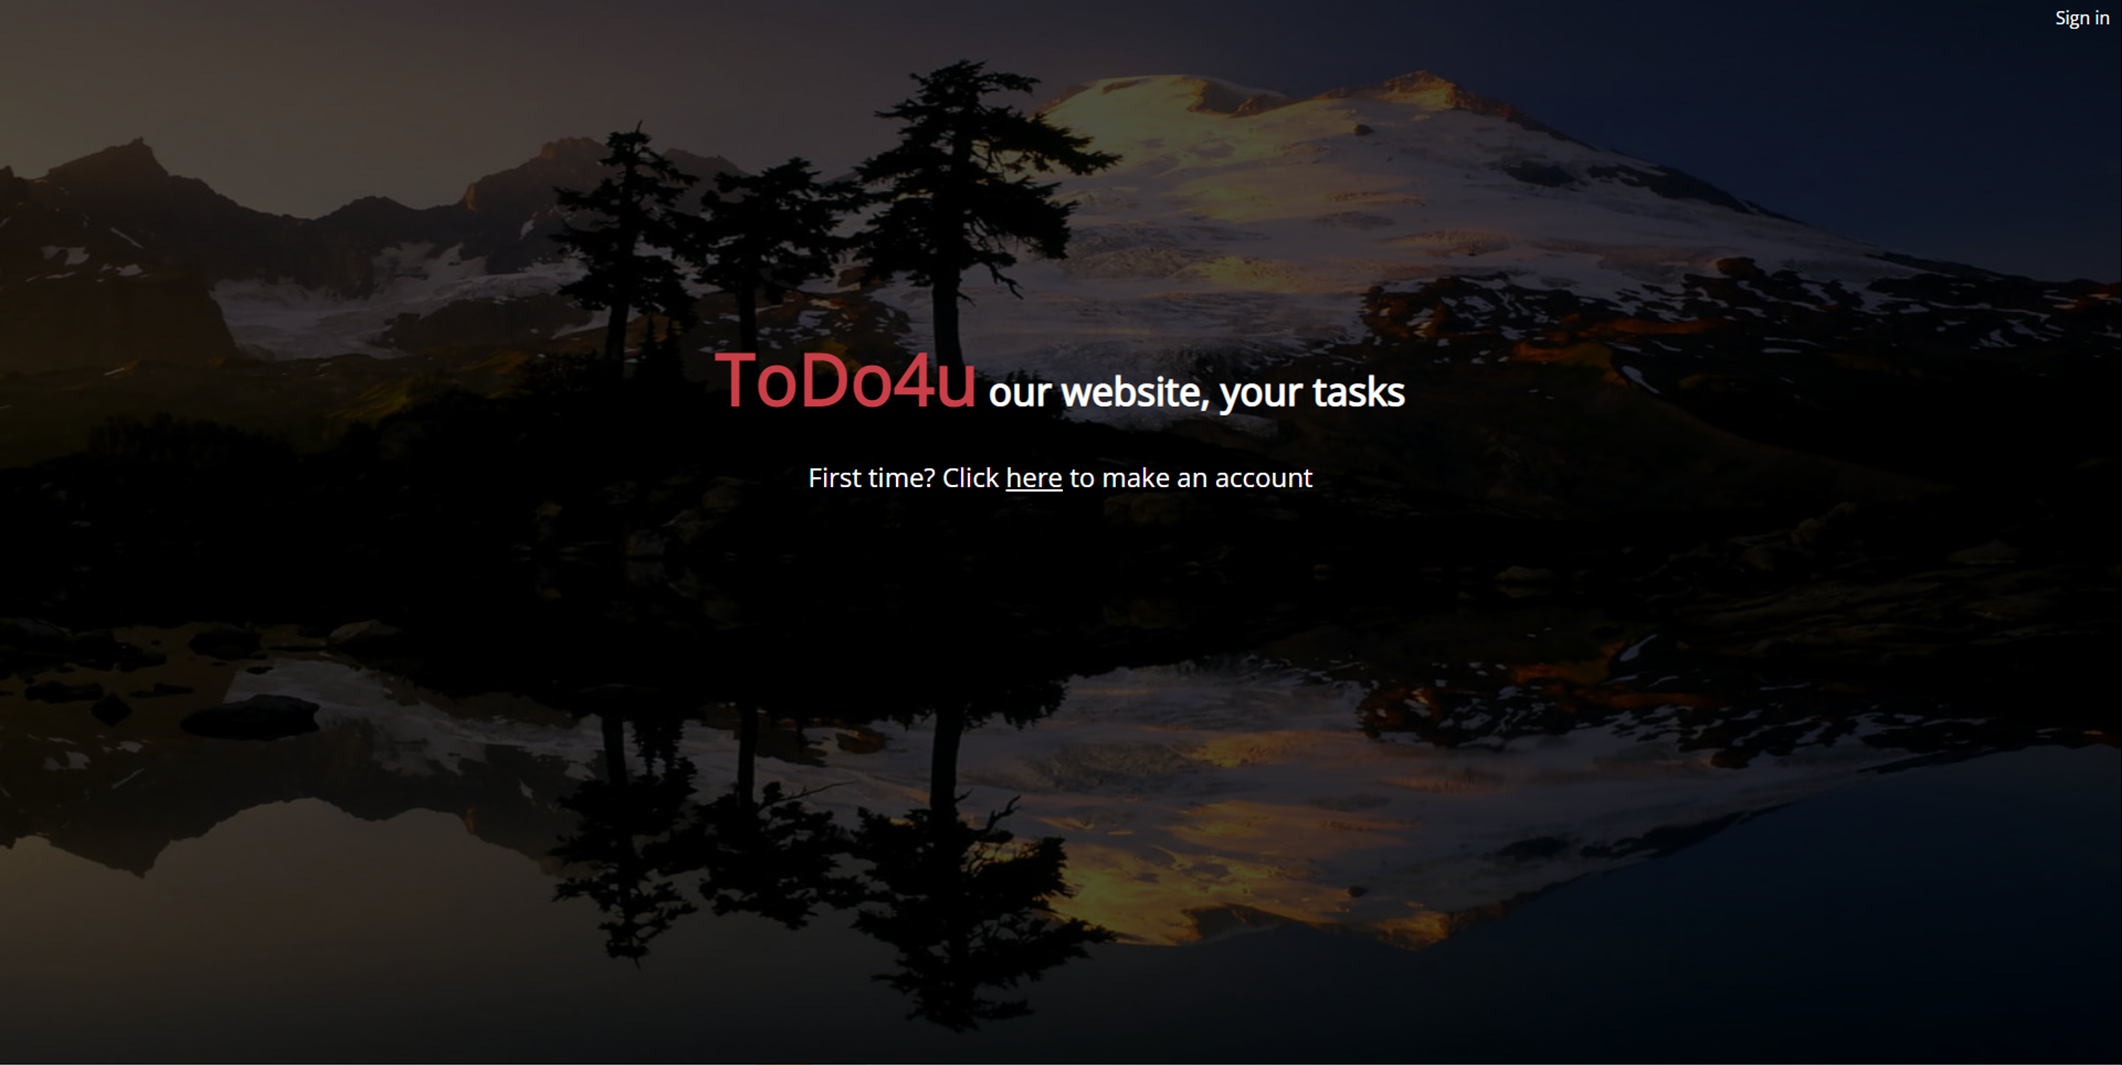 Sign in
ToDo4u our website, your tasks
First time? Click here to make an account